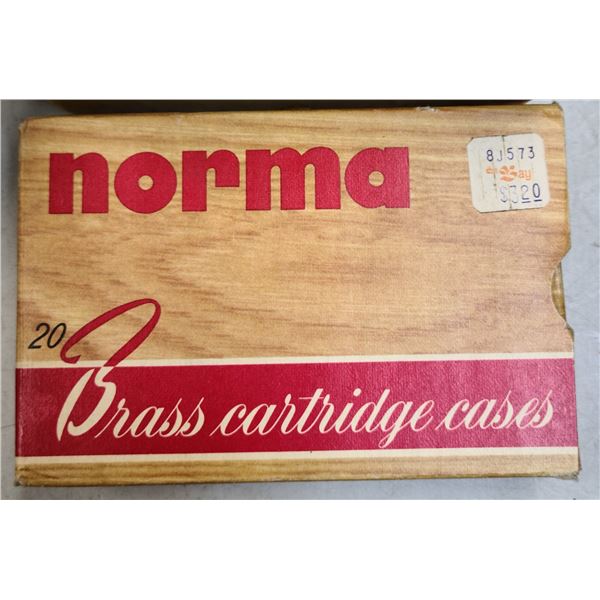 norma
8J573
$3.20
20
Brass cartridge cases